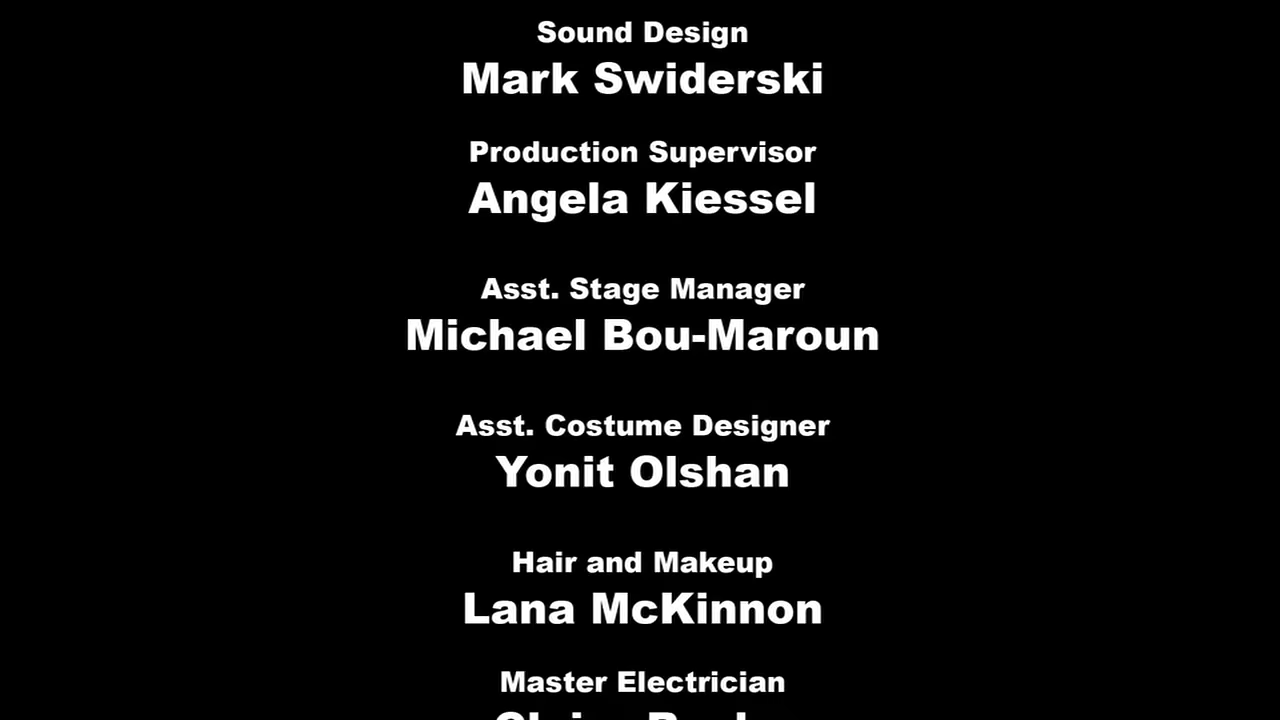 Sound Design
Mark Swiderski
Production Supervisor
Angela Kiessel
Asst. Stage Manager
Michael Bou-Maroun
Asst. Costume Designer
Yonit Olshan
Hair and Makeup
Lana McKinnon
Master Electrician